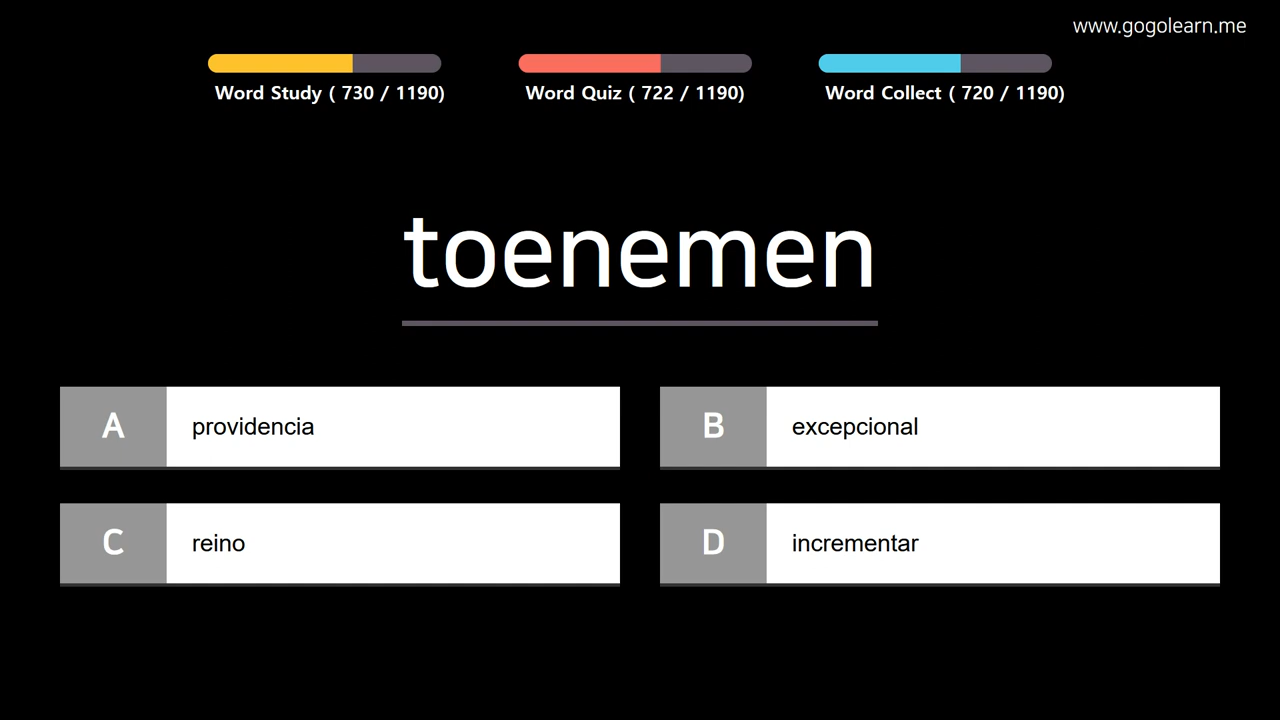 www.gogolearn.me
Word Study ( 730 / 1190)
Word Quiz ( 722 / 1190)
Word Collect ( 720 / 1190)
toenemen
A providencia
B excepcional
C reino
D incrementar